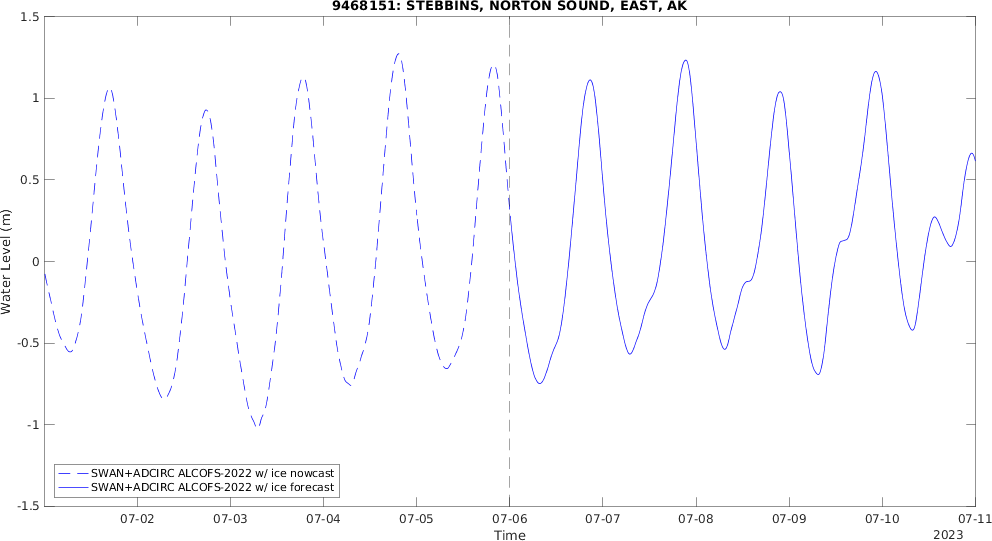 9468151: STEBBINS, NORTON SOUND, EAST, AK
1.5
1
0.5
0
-0.5
-1
-1.5
Water Level (m)
SWAN+ADCIRC ALCOFS-2022 w/ ice nowcast
SWAN+ADCIRC ALCOFS-2022 w/ ice forecast
07-02 07-03 07-04 07-05 07-06 07-07 07-08 07-09 07-10 07-11
Time
2023